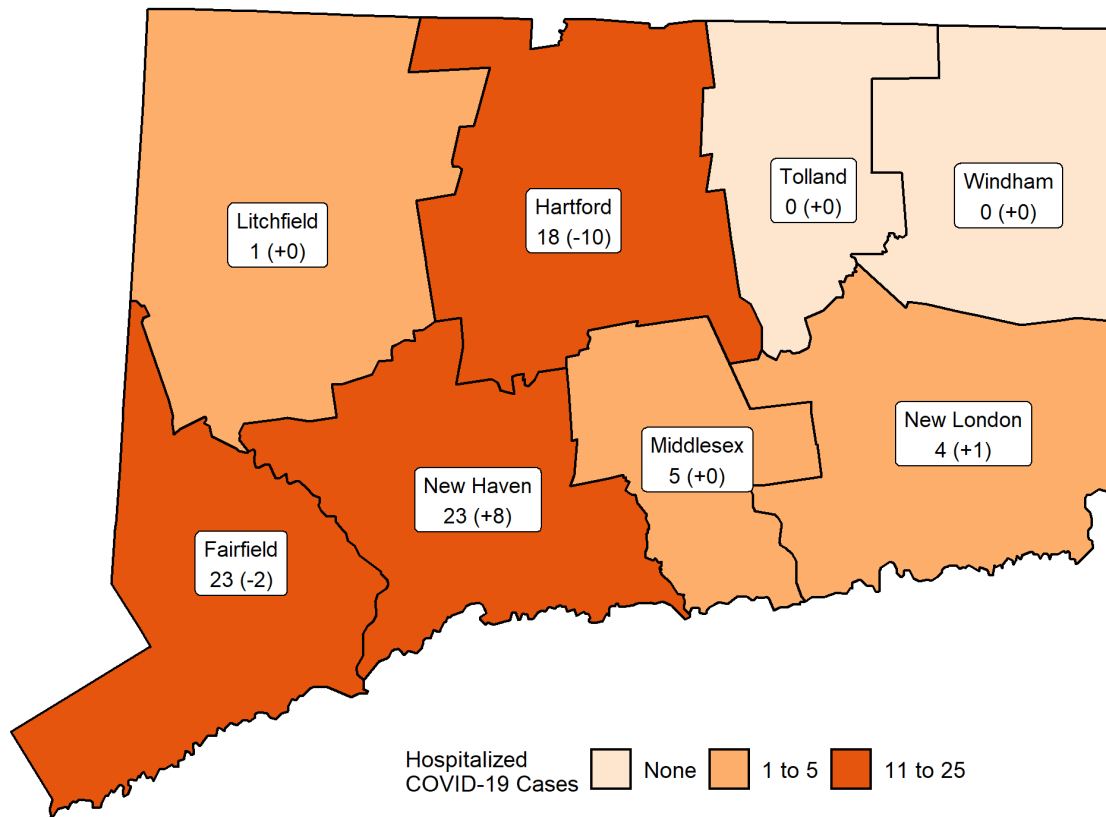 Tolland
0 (+0)
Windham
0 (+0)
Litchfield
1 (+0)
Hartford
18 (-10)
New London
4 (+1)
Middlesex
5 (+0)
New Haven
23 (+8)
Fairfield
23 (-2)
Hospitalized
COVID-19 Cases
None
1 to 5
11 to 25